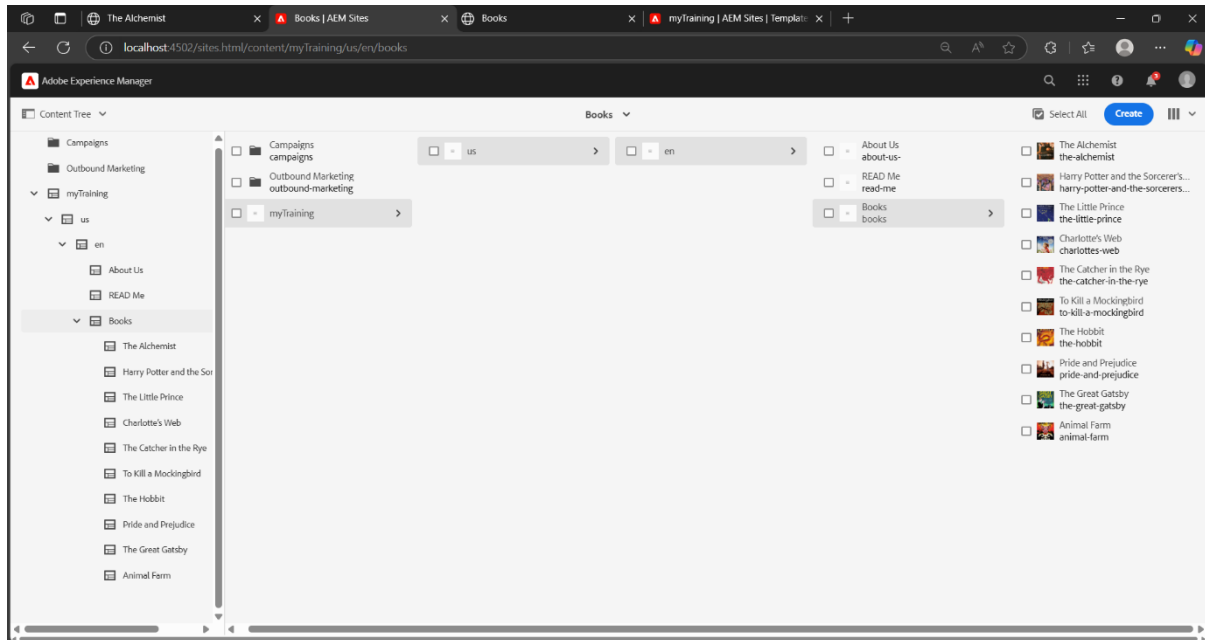 The Alchemist
Books | AEM Sites
Books
myTraining | AEM Sites | Template
localhost:4502/sites.html/content/myTraining/us/en/books
Adobe Experience Manager
Content Tree
Books
Select All
Create
Campaigns
Outbound Marketing
myTraining
us
en
About Us
READ Me
Books
The Alchemist
Harry Potter and the Sor
The Little Prince
Charlotte's Web
The Catcher in the Rye
To Kill a Mockingbird
The Hobbit
Pride and Prejudice
The Great Gatsby
Animal Farm
Campaigns
campaigns
Outbound Marketing
outbound-marketing
myTraining
us
en
About Us
about-us-
READ Me
read-me
Books
books
The Alchemist
the-alchemist
Harry Potter and the Sorcerer's...
harry-potter-and-the-sorcerers...
The Little Prince
the-little-prince
Charlotte's Web
charlottes-web
The Catcher in the Rye
the-catcher-in-the-rye
To Kill a Mockingbird
to-kill-a-mockingbird
The Hobbit
the-hobbit
Pride and Prejudice
pride-and-prejudice
The Great Gatsby
the-great-gatsby
Animal Farm
animal-farm